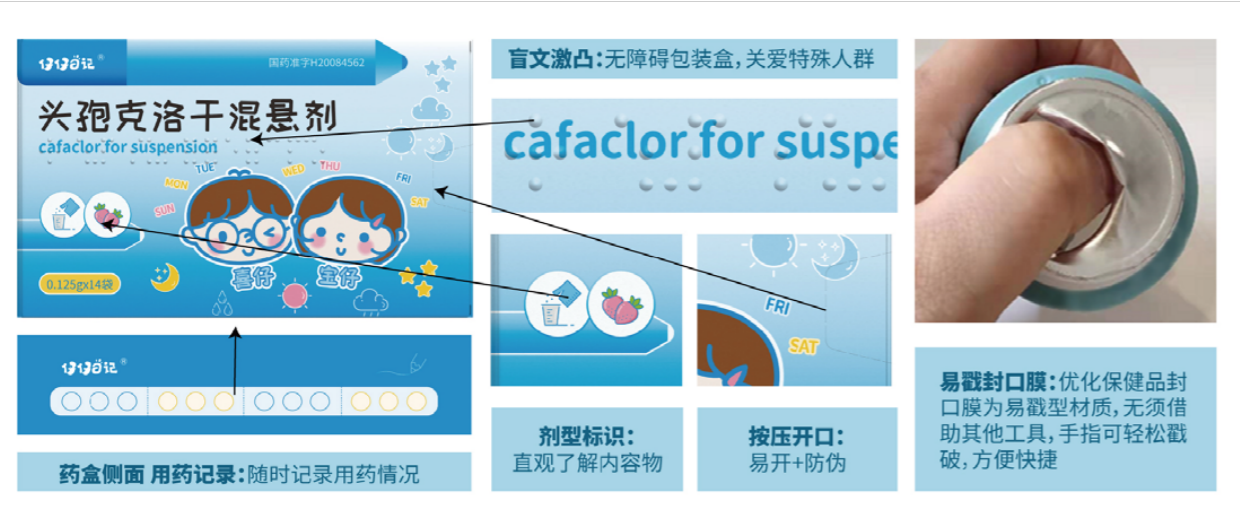 仔仔日记®
国药准字H20084562
头孢克洛干混悬剂
cafaclor for suspension
SUN
MON
TUE
WED
THU
FRI
SAT
喜仔
宝仔
0.125gx14袋
仔仔日记®
药盒侧面 用药记录：随时记录用药情况
盲文激凸：无障碍包装盒，关爱特殊人群
cafaclor for suspe
剂型标识：
直观了解内容物
FRI
SAT
按压开口：
易开+防伪
易戳封口膜：优化保健品封
口膜为易戳型材质，无须借
助其他工具，手指可轻松戳
破，方便快捷